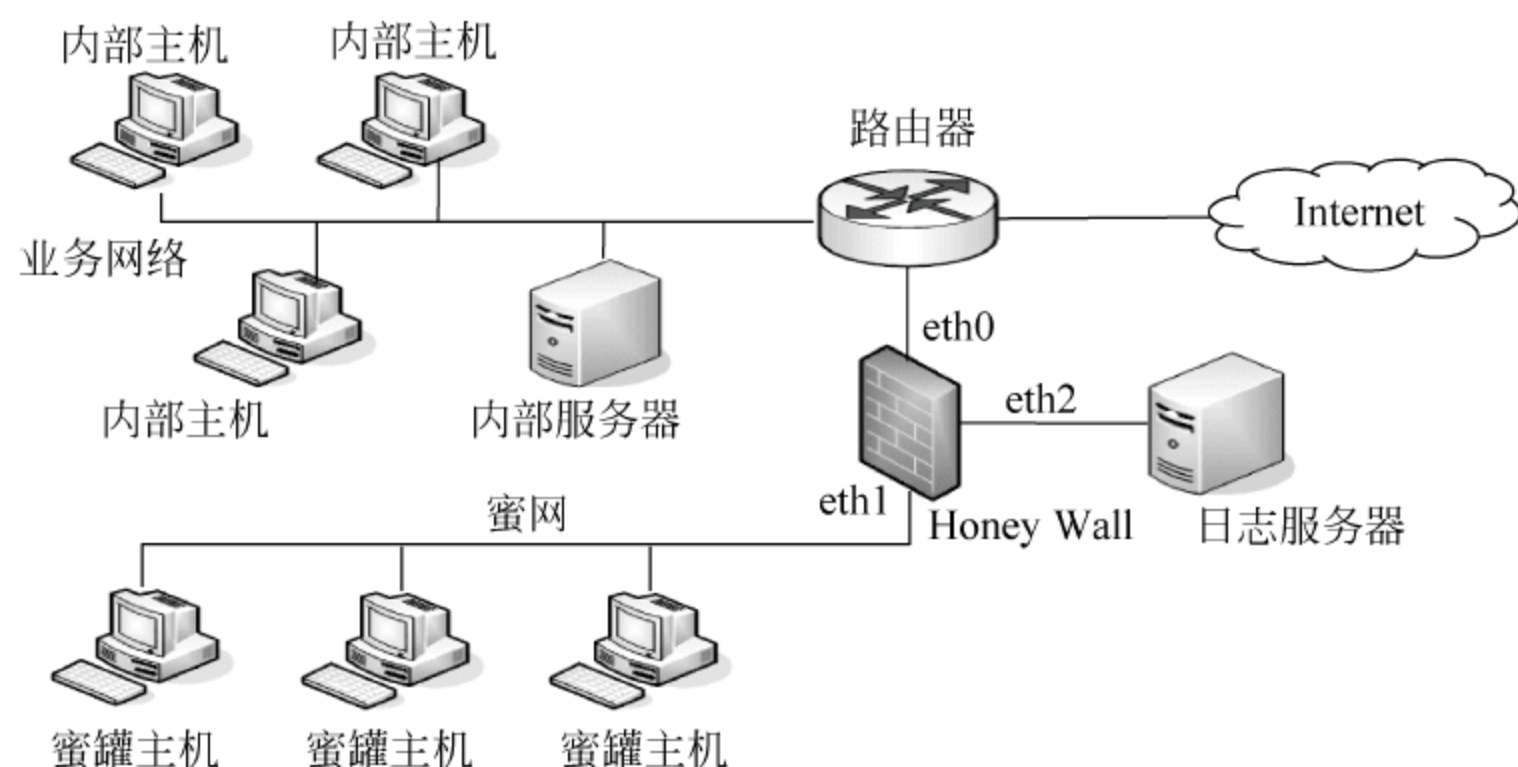 内部主机
内部主机
路由器
Internet
业务网络
eth0
内部主机
内部服务器
eth2
eth1
蜜网
Honey Wall
日志服务器
蜜罐主机
蜜罐主机
蜜罐主机